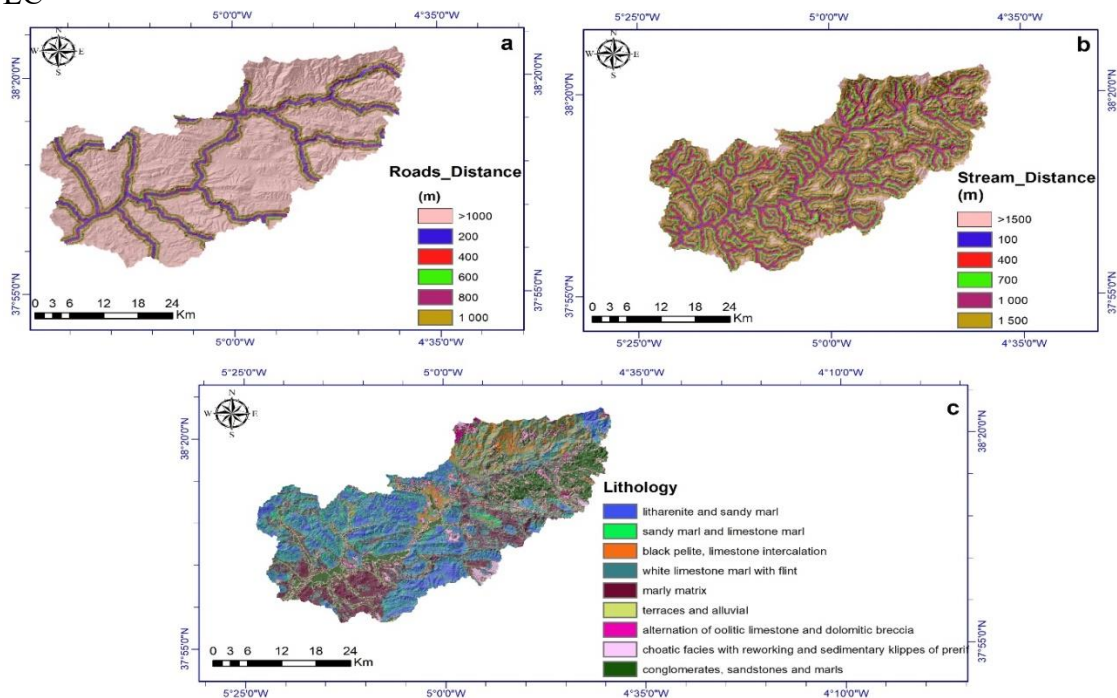 EC
5°0'0"W 4°35'0"W
N
W E
S
a
38°20'0"N
38°20'0"N
Roads_Distance
(m)
>1000
200
400
600
800
1 000
37°55'0"N
37°55'0"N
0 3 6 12 18 24
Km
5°0'0"W 4°35'0"W
5°25'0"W 5°0'0"W 4°35'0"W
N
W E
S
b
38°20'0"N
38°20'0"N
Stream_Distance
(m)
>1500
100
400
700
1 000
1 500
37°55'0"N
37°55'0"N
0 3 6 12 18 24
Km
5°25'0"W 5°0'0"W 4°35'0"W
5°25'0"W 5°0'0"W 4°35'0"W 4°10'0"W
N
W E
S
c
38°20'0"N
38°20'0"N
Lithology
litharenite and sandy marl
sandy marl and limestone marl
black pelite, limestone intercalation
white limestone marl with flint
marly matrix
terraces and alluvial
alternation of oolitic limestone and dolomitic breccia
choatic facies with reworking and sedimentary klippes of prerif
conglomerates, sandstones and marls
37°55'0"N
37°55'0"N
0 3 6 12 18 24
Km
5°25'0"W 5°0'0"W 4°35'0"W 4°10'0"W